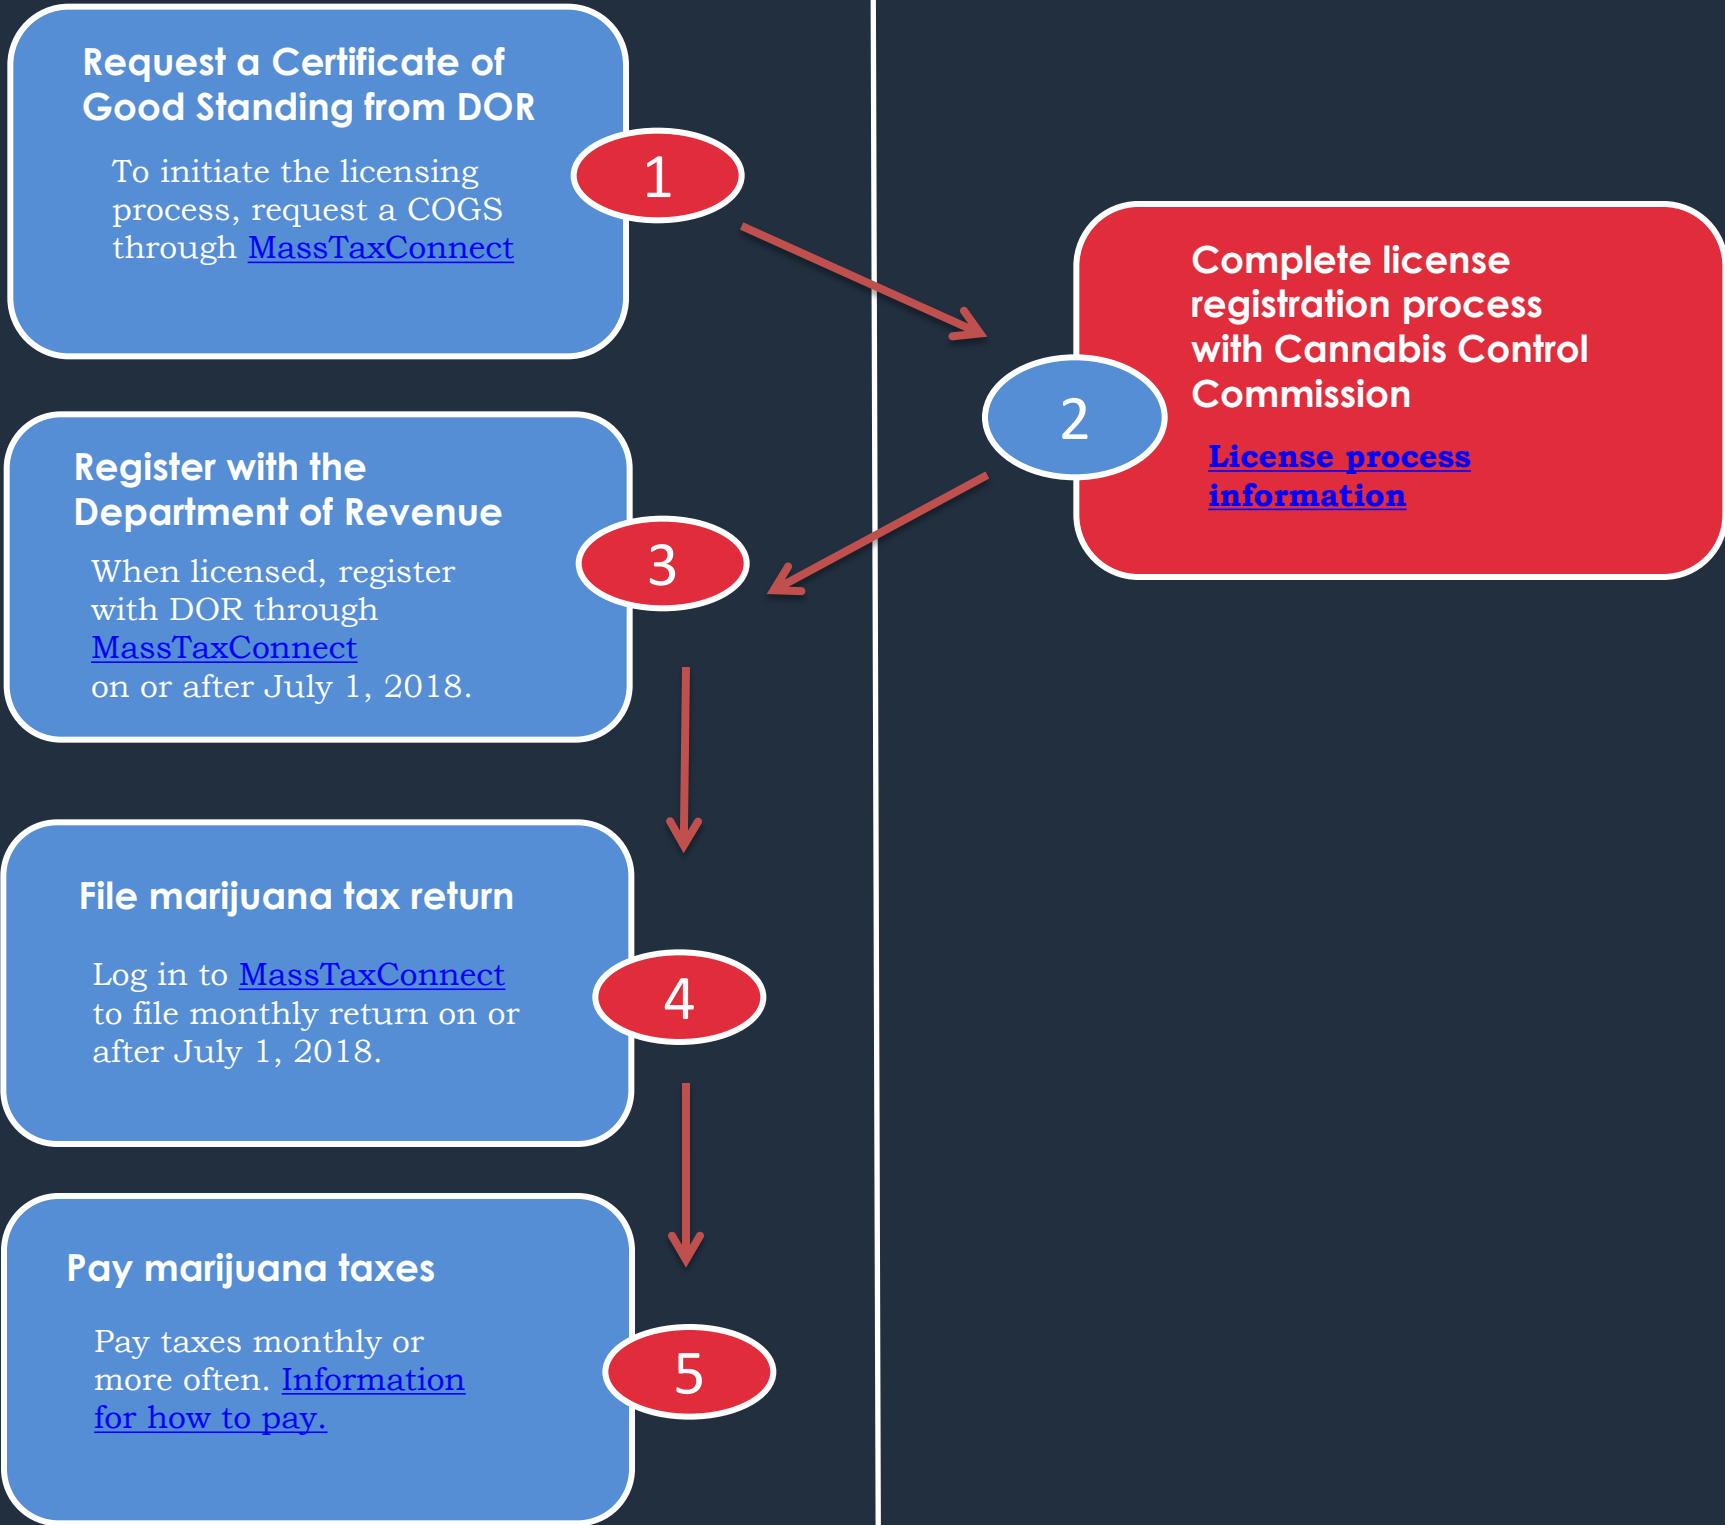 Request a Certificate of
Good Standing from DOR
To initiate the licensing
process, request a COGS
through MassTaxConnect
1
Complete license
registration process
with Cannabis Control
Commission
License process
information
2
Register with the
Department of Revenue
When licensed, register
with DOR through
MassTaxConnect
on or after July 1, 2018.
3
File marijuana tax return
Log in to MassTaxConnect
to file monthly return on or
after July 1, 2018.
4
Pay marijuana taxes
Pay taxes monthly or
more often. Information
for how to pay.
5